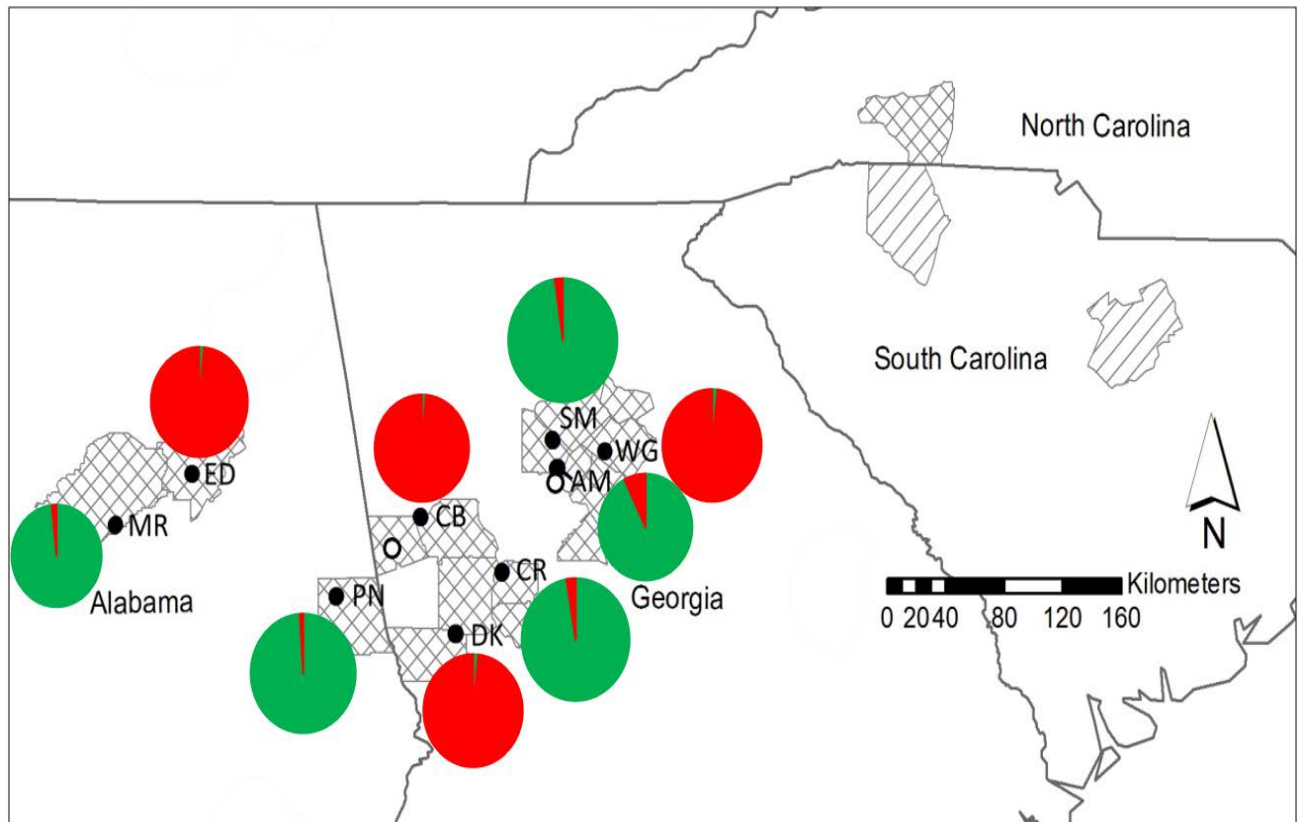 North Carolina
South Carolina
SM
WG
AM
ED
MR
CB
CR
PN
DK
Alabama
Georgia
N
Kilometers
0 20 40 80 120 160